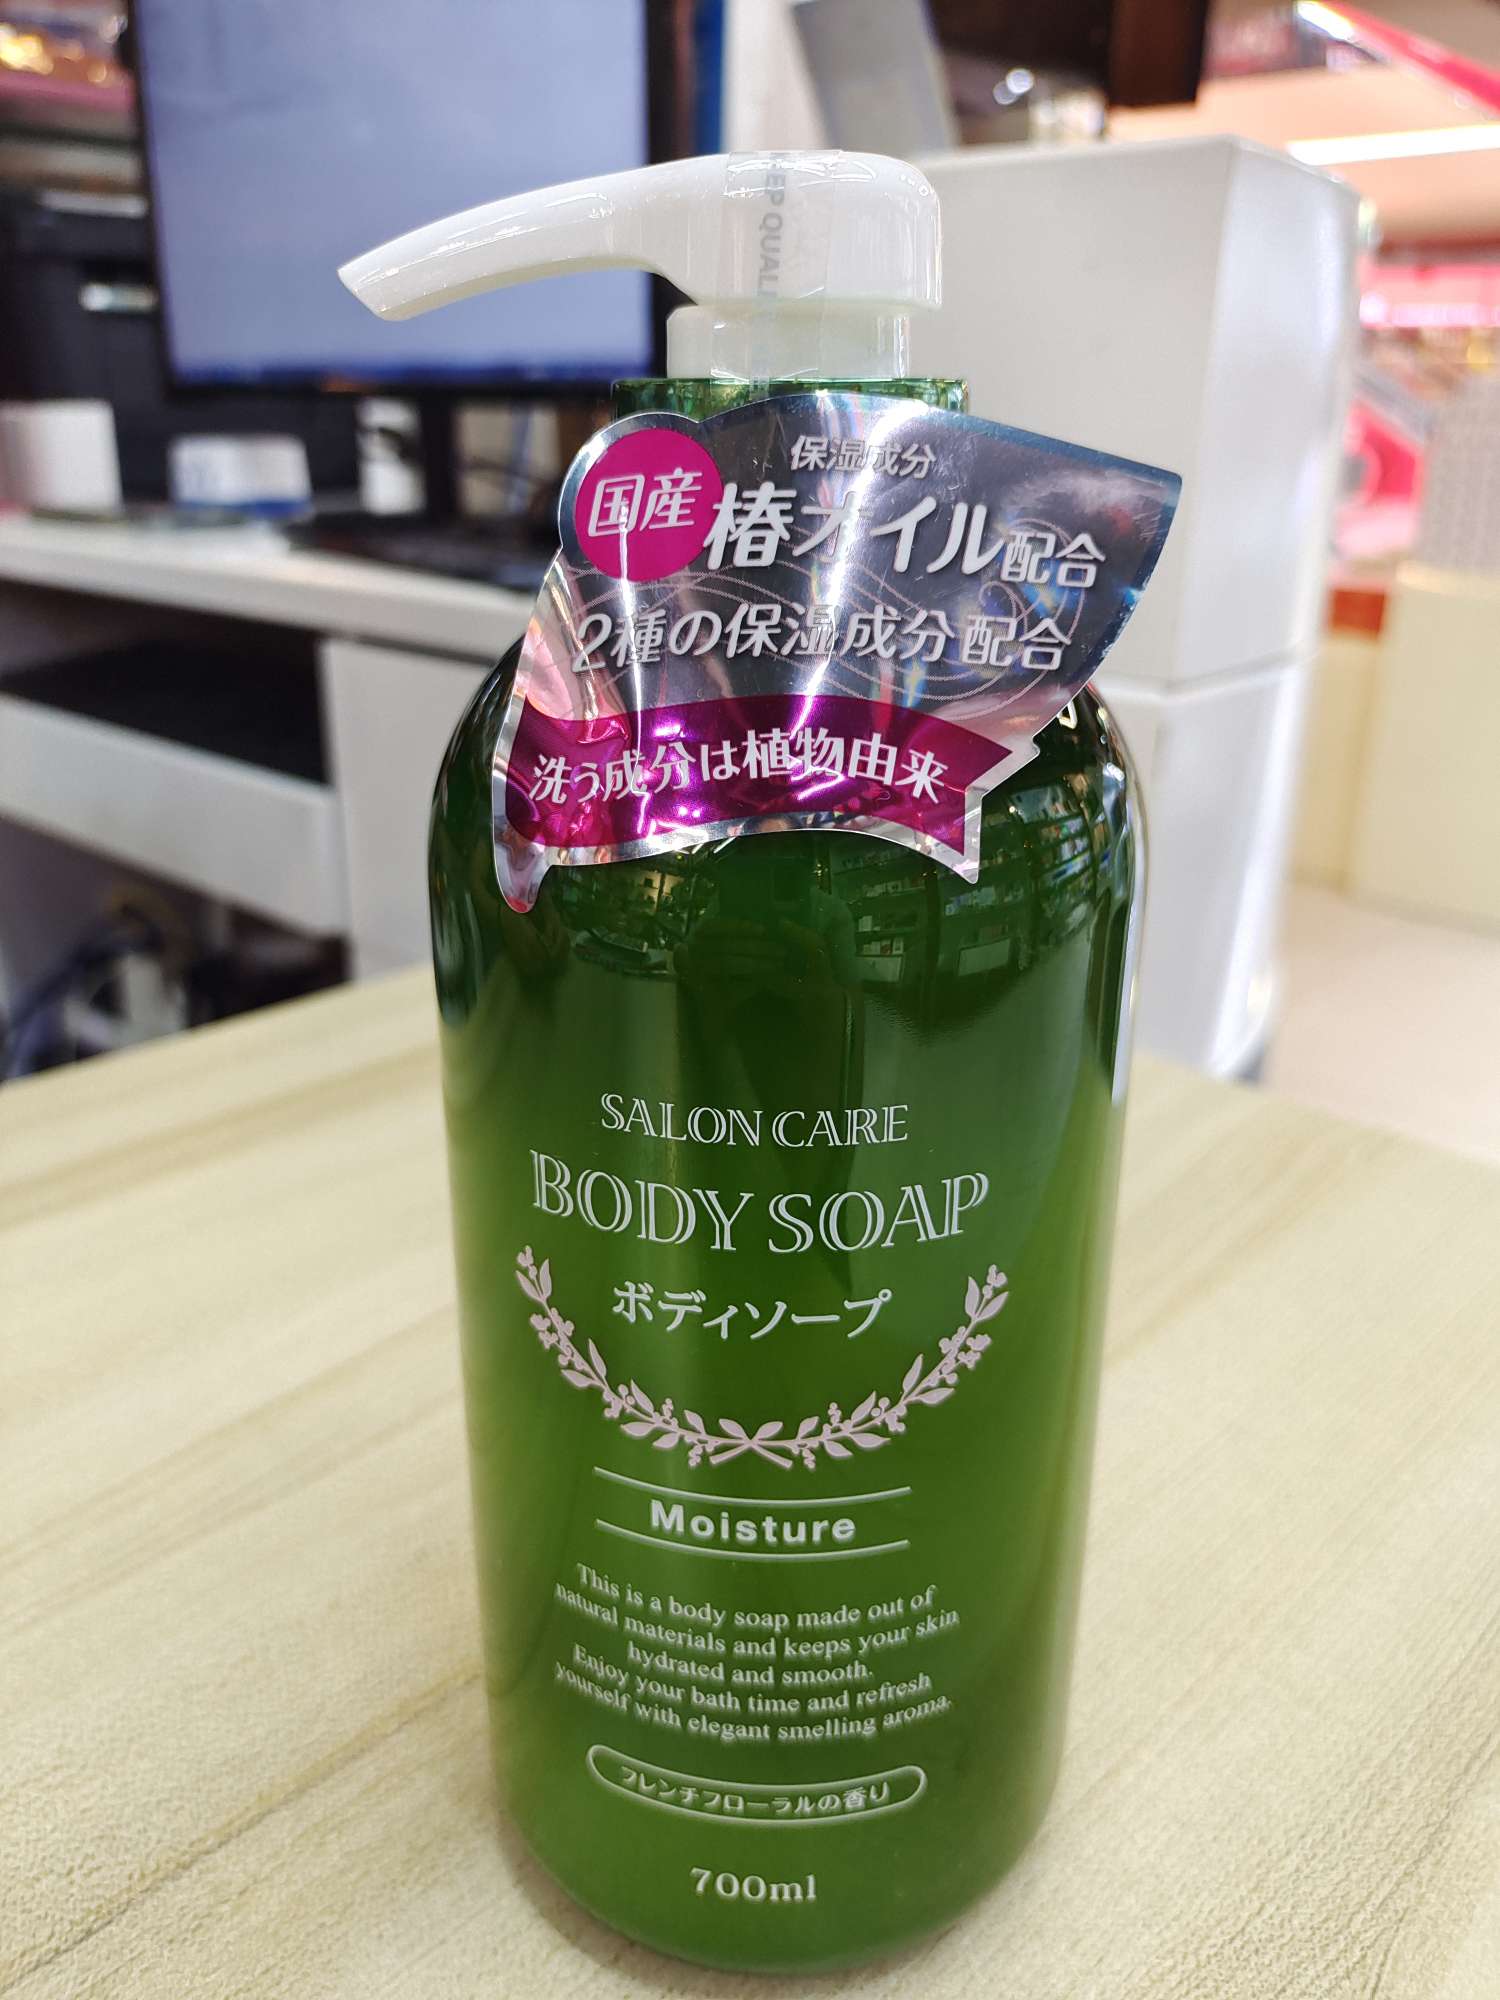 KEEP QUALI
保湿成分
国産
椿オイル配合
2種の保湿成分配合
洗う成分は植物由来
SALON CARE
BODY SOAP
ボディソープ
Moisture
This is a body soap made out of
natural materials and keeps your skin
hydrated and smooth.
Enjoy your bath time and refresh
yourself with elegant smelling aroma.
フレンチフローラルの香り
700ml